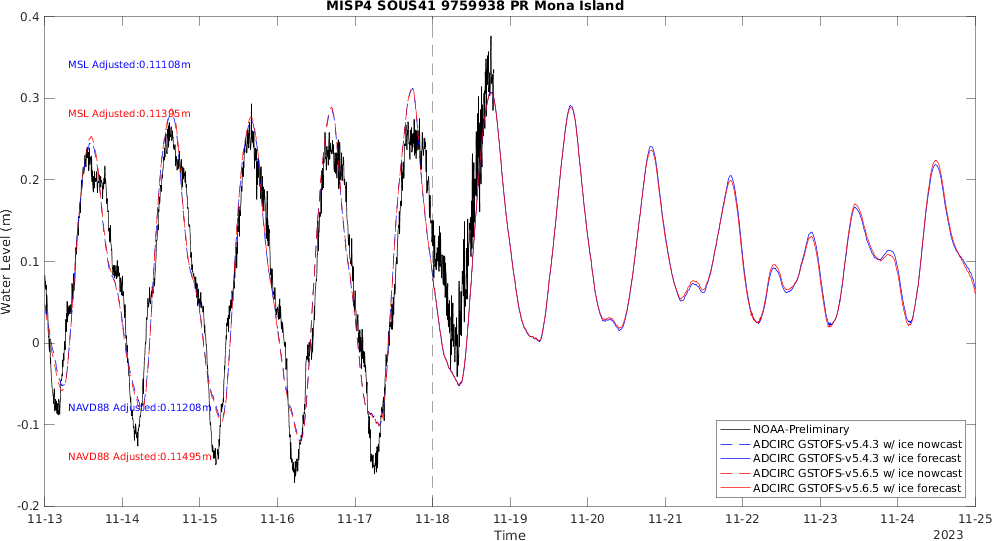 MISP4 SOUS41 9759938 PR Mona Island
0.4
MSL Adjusted:0.11108m
0.3
MSL Adjusted:0.11395m
0.2
Water Level (m)
0.1
0
NAVD88 Adjusted:0.11208m
-0.1
NAVD88 Adjusted:0.11495m
-0.2
NOAA-Preliminary
ADCIRC GSTOFS-v5.4.3 w/ ice nowcast
ADCIRC GSTOFS-v5.4.3 w/ ice forecast
ADCIRC GSTOFS-v5.6.5 w/ ice nowcast
ADCIRC GSTOFS-v5.6.5 w/ ice forecast
11-13 11-14 11-15 11-16 11-17 11-18 11-19 11-20 11-21 11-22 11-23 11-24 11-25
Time
2023